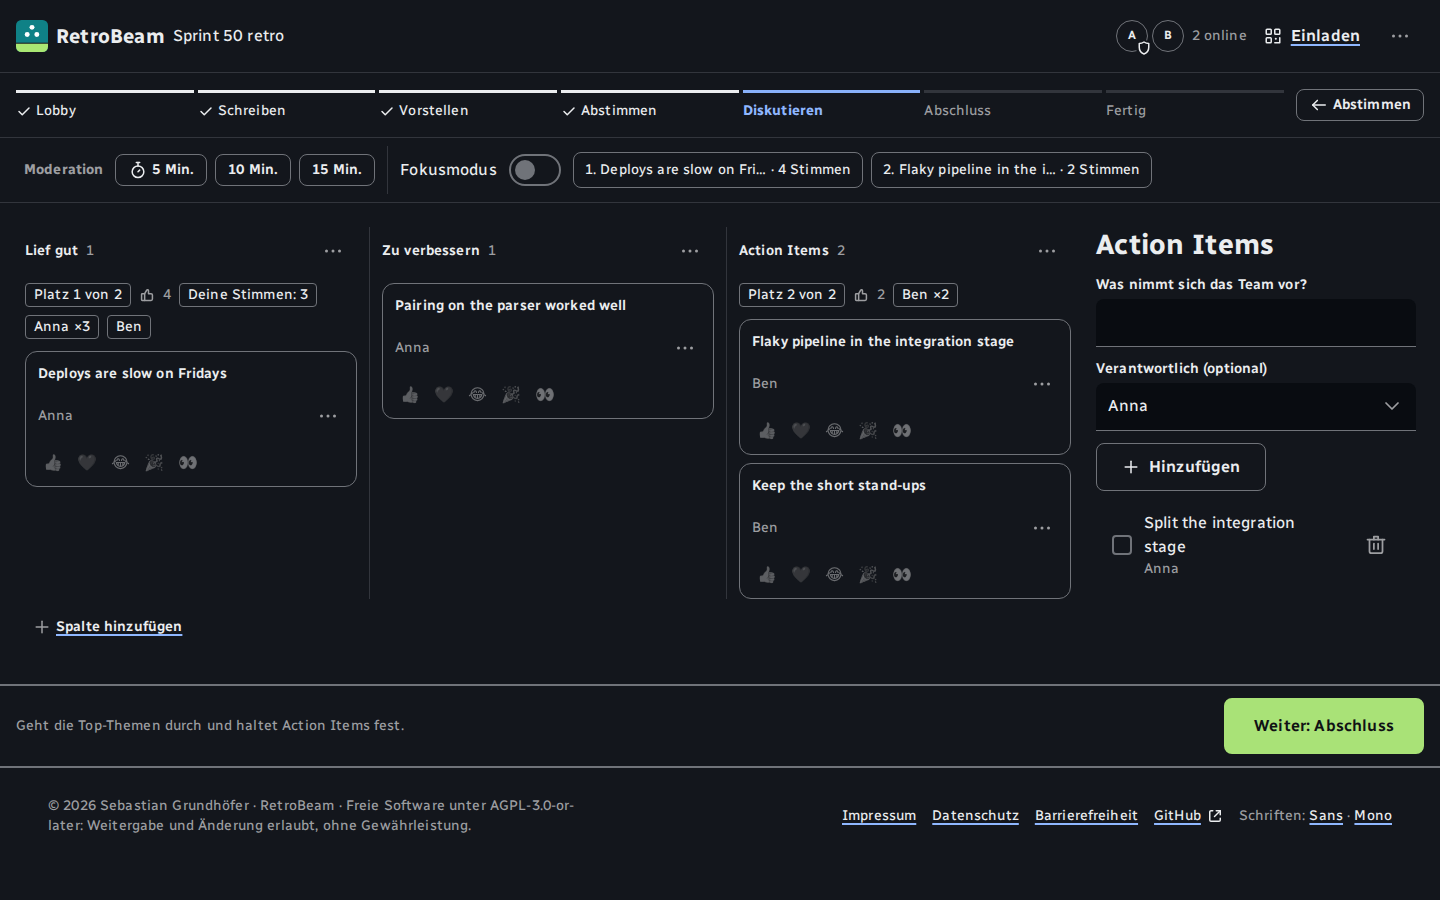 RetroBeam Sprint 50 retro
A B 2 online Einladen
Lobby Schreiben Vorstellen Abstimmen Diskutieren Abschluss Fertig Abstimmen
Moderation 5 Min. 10 Min. 15 Min. Fokusmodus 1. Deploys are slow on Fri... · 4 Stimmen 2. Flaky pipeline in the i... · 2 Stimmen
Lief gut 1
Platz 1 von 2 4 Deine Stimmen: 3
Anna ×3 Ben
Deploys are slow on Fridays
Anna
Zu verbessern 1
Pairing on the parser worked well
Anna
Action Items 2
Platz 2 von 2 2 Ben ×2
Flaky pipeline in the integration stage
Ben
Keep the short stand-ups
Ben
Action Items
Was nimmt sich das Team vor?
Verantwortlich (optional)
Anna
Hinzufügen
Split the integration
stage
Anna
Spalte hinzufügen
Geht die Top-Themen durch und haltet Action Items fest.
Weiter: Abschluss
© 2026 Sebastian Grundhöfer · RetroBeam · Freie Software unter AGPL-3.0-or-
later: Weitergabe und Änderung erlaubt, ohne Gewährleistung.
Impressum Datenschutz Barrierefreiheit GitHub Schriften: Sans · Mono